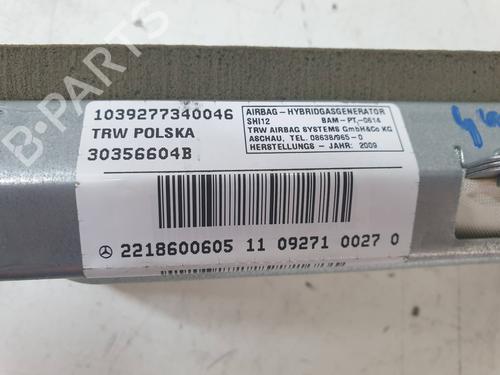 1039277340046
TRW POLSKA
30356604B
AIRBAG-HYBRIDGASGENERATOR
SHI12 BAM-PT,-0614
TRW AIRBAG SYSTEMS GmbH&Co KG
ASCHAU, TEL. 08638/965-0
HERSTELLUNGS - JAHR: 2009
2218600605 11 09271 0027 0
B-PARTS